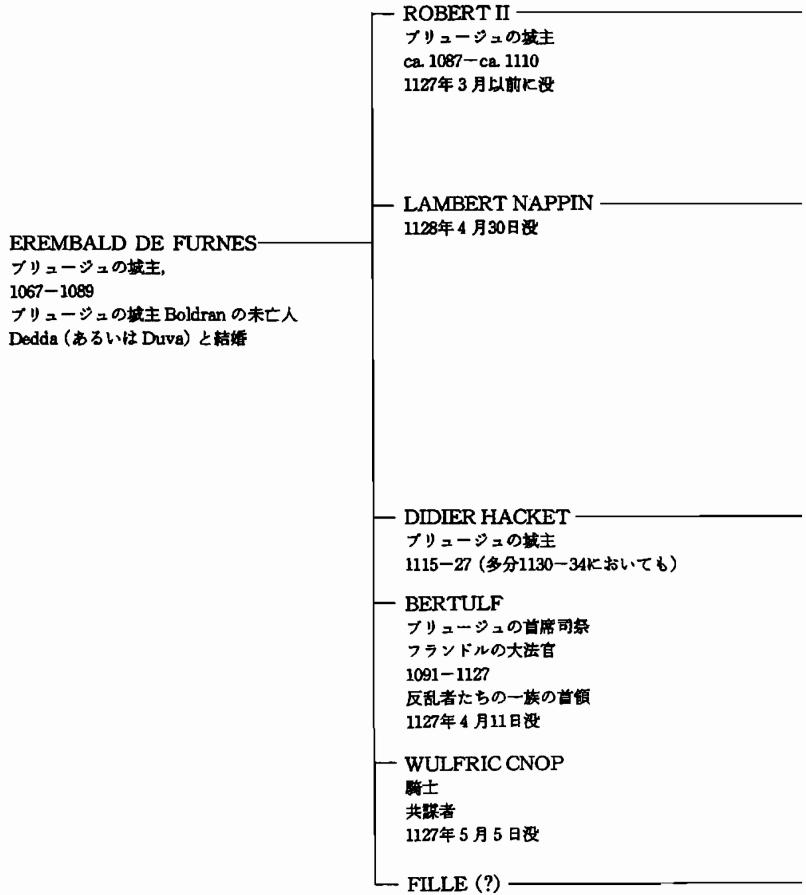 ROBERT II
ブリュージュの城主
ca. 1087－ca. 1110
1127年3月以前に没
LAMBERT NAPPIN
1128年4月30日没
EREMBALD DE FURNES
ブリュージュの城主,
1067－1089
ブリュージュの城主 Boldran の未亡人
Dedda（あるいは Duva）と結婚
DIDIER HACKET
ブリュージュの城主
1115－27（多分1130－34においても）
BERTULF
ブリュージュの首席司祭
フランドルの大法官
1091－1127
反乱者たちの一族の首領
1127年4月11日没
WULFRIC CNOP
騎士
共謀者
1127年5月5日没
FILLE (?)